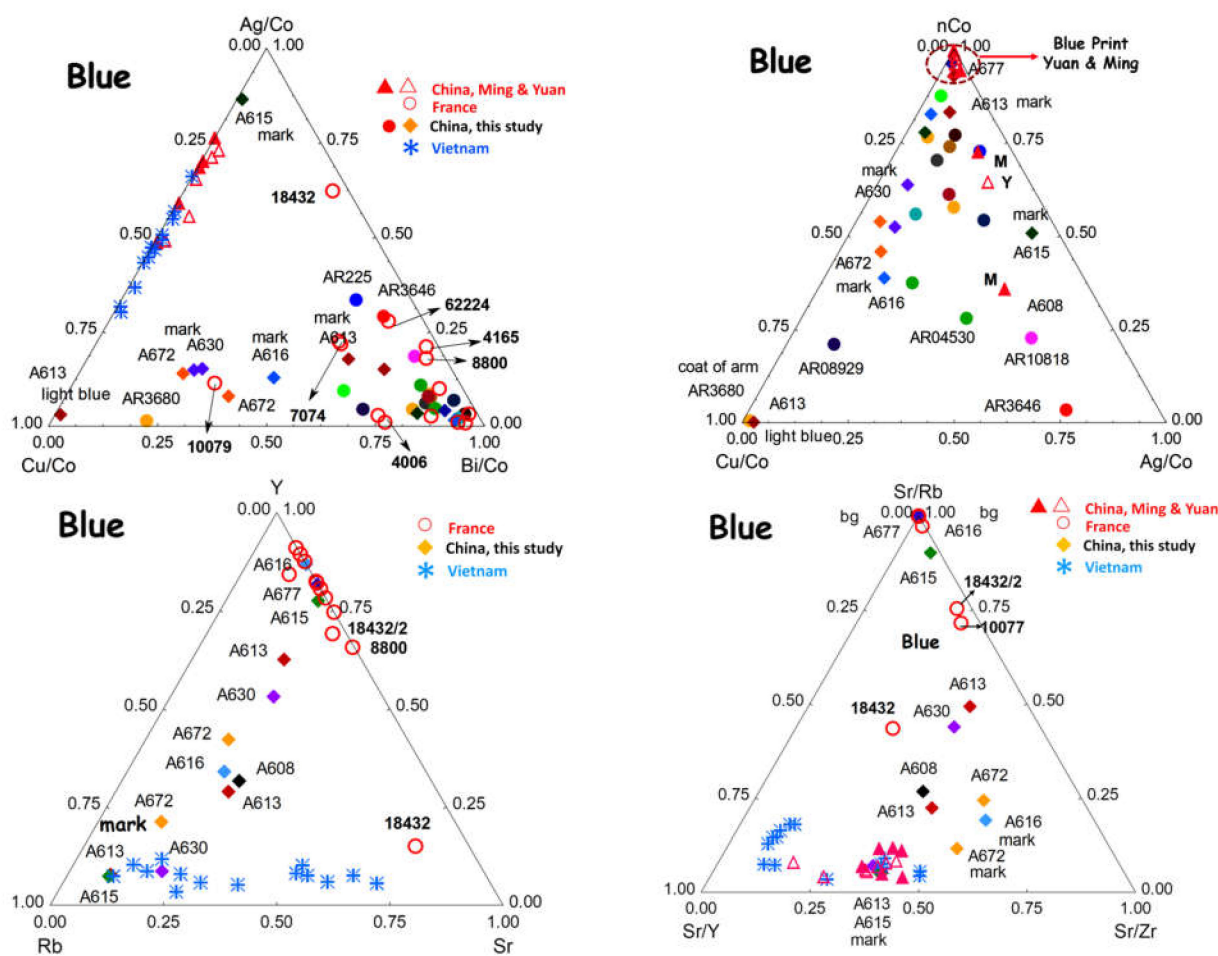 Ag/Co
0.00 1.00
Blue
China, Ming & Yuan
France
China, this study
Vietnam
A615
mark
0.25
0.75
18432
0.50
0.50
AR225
AR3646
62224
0.75
mark
A613
0.25
4165
8800
mark
A672 A630
mark
A616
A613
light blue
AR3680
A672
10079
7074
4006
1.00
0.00
0.25
0.50
0.75
1.00
0.00
Cu/Co
Bi/Co
nCo
0.00 1.00
Blue
Blue Print
Yuan & Ming
A677
A613 mark
0.25
0.75
mark
A630
M
Y
0.50
0.50
mark
A615
A672
mark
A616
M
A608
0.75
0.25
AR04530
AR10818
AR08929
coat of arm
AR3680
A613
light blue
AR3646
1.00
0.00
0.25
0.50
0.75
1.00
0.00
Cu/Co
Ag/Co
Y
0.00 1.00
Blue
France
China, this study
Vietnam
A616
A677
A615
0.25
0.75
18432/2
8800
A613
A630
0.50
0.50
A672
A616
A608
A613
0.75
0.25
A672
mark
18432
A613
A630
A615
1.00
0.00
0.25
0.50
0.75
1.00
0.00
Rb
Sr
Sr/Rb
0.00 1.00
Blue
bg
A677
bg
A616
China, Ming & Yuan
France
China, this study
Vietnam
A615
18432/2
0.25
0.75
10077
Blue
A613
18432
A630
0.50
0.50
A608
A672
A613
0.75
0.25
A616
mark
A672
mark
1.00
0.00
A613
A615
mark
0.25
0.50
0.75
1.00
0.00
Sr/Y
Sr/Zr